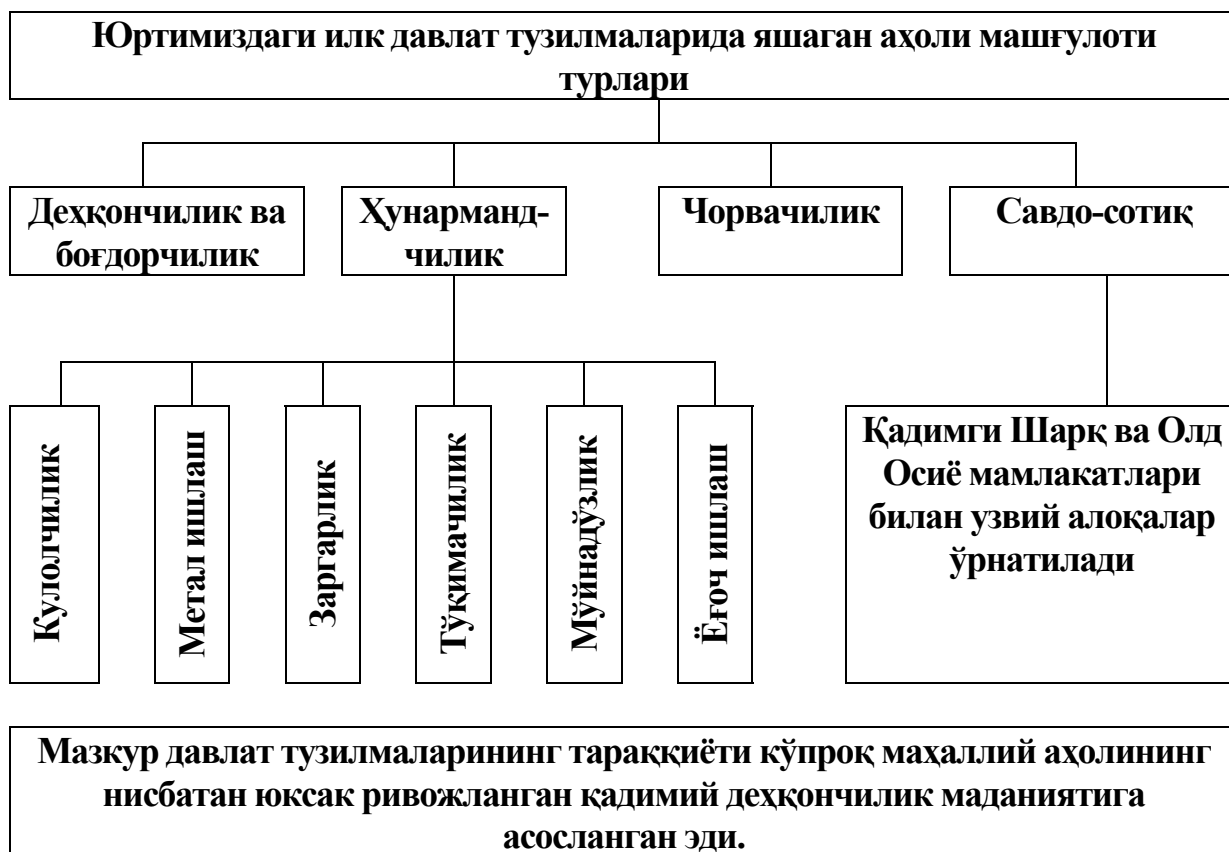 Юртимиздаги илк давлат тузилмаларида яшаган аҳоли машғулоти
турлари
Деҳқончилик ва
боғдорчилик
Ҳунарманд-
чилик
Чорвачилик
Савдо-сотиқ
Кулолчилик
Метал ишлаш
Заргарлик
Тўқимачилик
Мўйнадўзлик
Ёғоч ишлаш
Қадимги Шарқ ва Олд
Осиё мамлакатлари
билан узвий алоқалар
ўрнатилади
Мазкур давлат тузилмаларининг тараққиёти кўпроқ маҳаллий аҳолининг
нисбатан юксак ривожланган қадимий деҳқончилик маданиятига
асосланган эди.